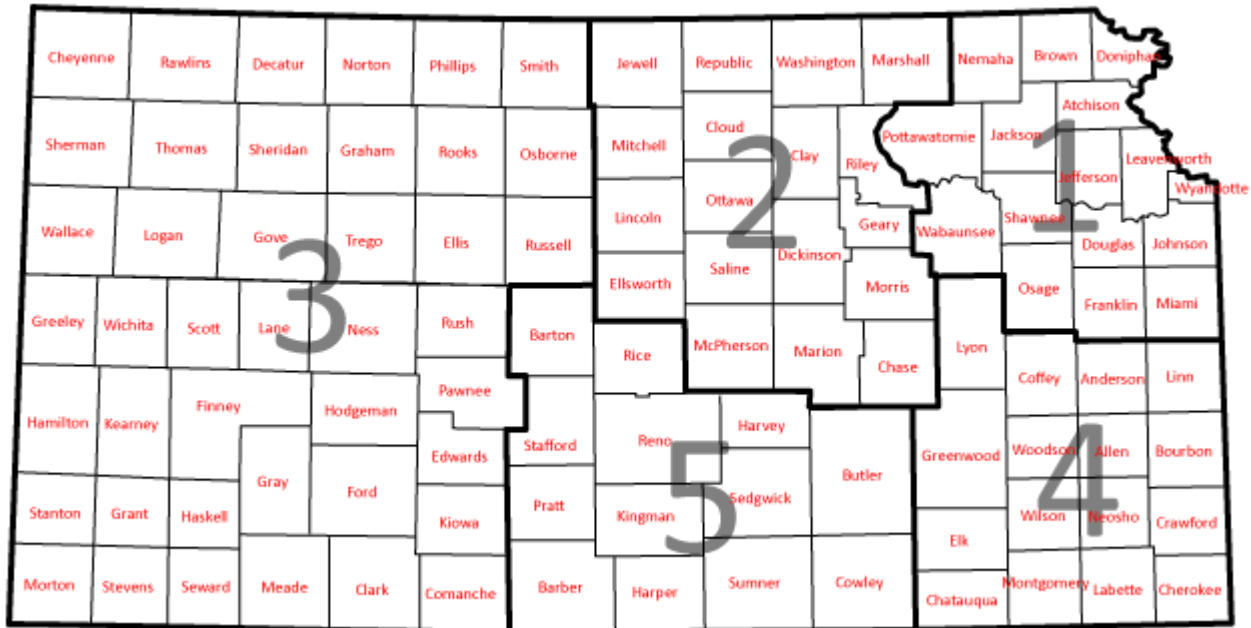 Cheyenne Rawlins Decatur Norton Phillips Smith Jewell Republic Washington Marshall Nemaha Brown Doniphan
Atchison
Sherman Thomas Sheridan Graham Rooks Osborne Mitchell Cloud Clay Riley Pottawatomie Jackson Leavenworth
2 1
Jefferson Wyandotte
Wallace Logan Gove Trego Ellis Russell Lincoln Ottawa Geary Wabaunsee Shawnee Douglas Johnson
3
Ellsworth Saline Dickinson Morris Osage Franklin Miami
Greeley Wichita Scott Lane Ness Rush Barton Rice McPherson Marion Chase Lyon
Coffey Anderson Linn
Hamilton Kearney Finney Hodgeman Pawnee Stafford Reno Harvey
Edwards Butler Greenwood Woodson Allen Bourbon
5 4
Stanton Grant Haskell Gray Ford Kiowa Pratt Kingman Sedgwick Wilson Neosho Crawford
Elk
Morton Stevens Seward Meade Clark Comanche Barber Harper Sumner Cowley Chatauqua Montgomery Labette Cherokee